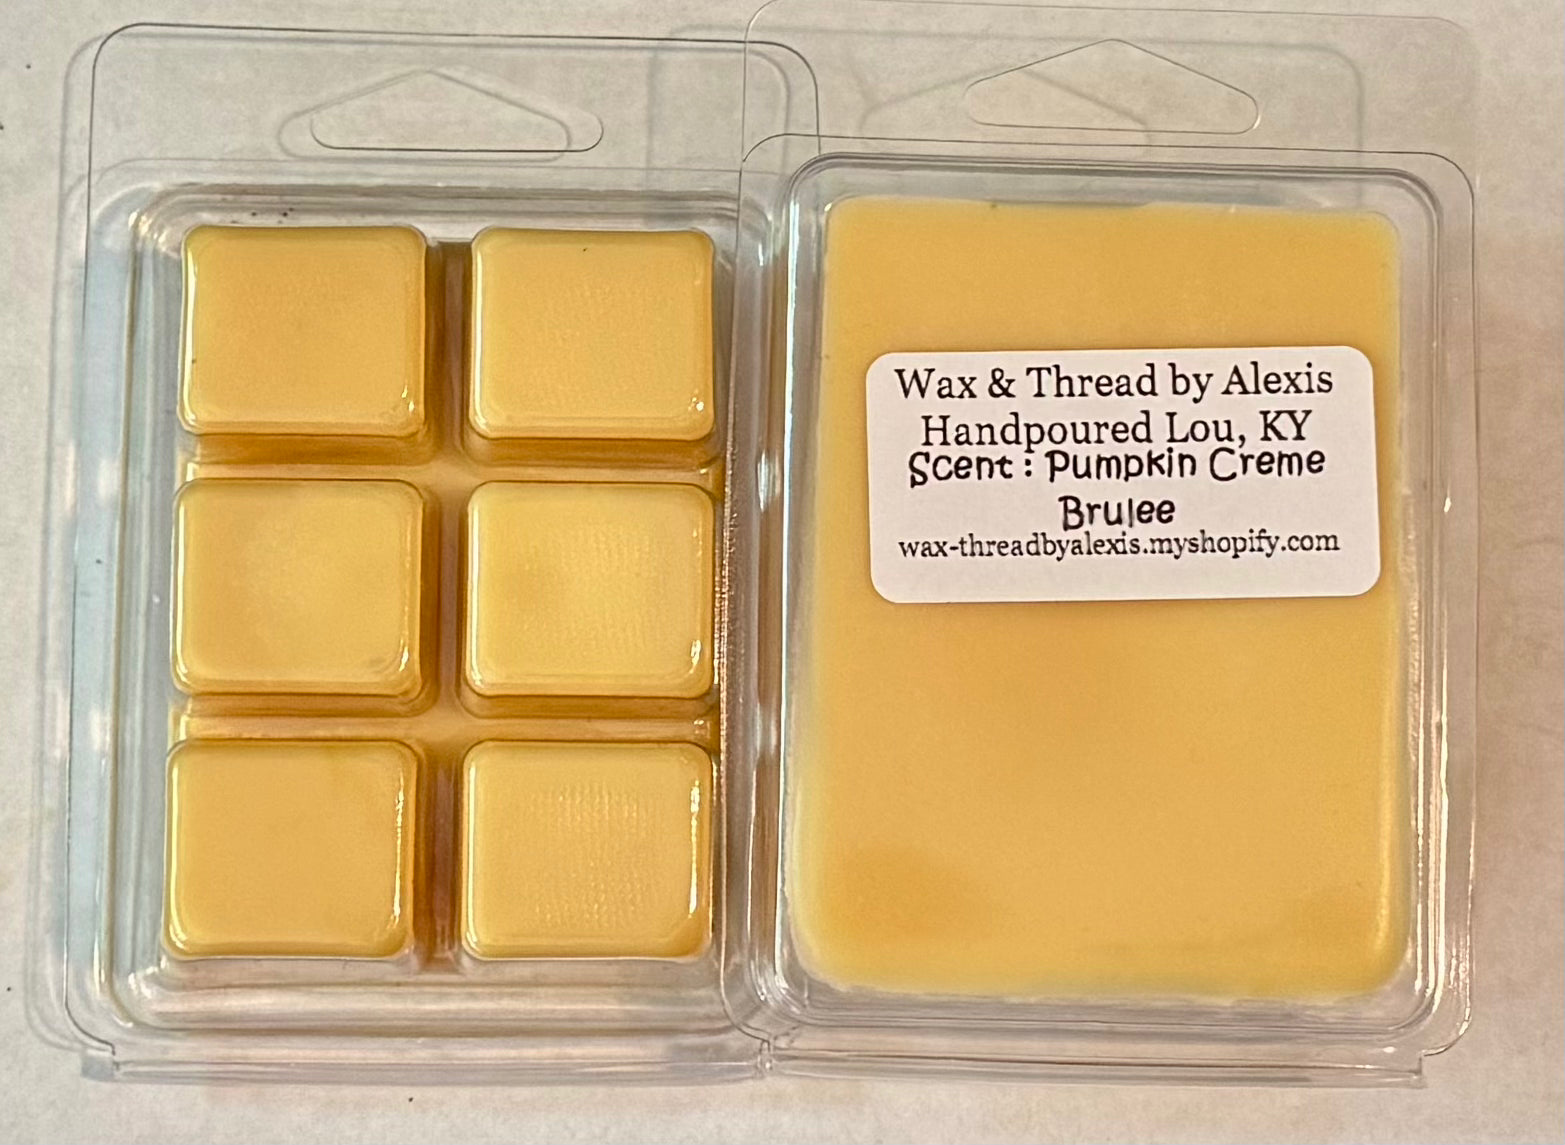 Wax & Thread by Alexis
Handpoured Lou, KY
Scent: Pumpkin Creme
Brulee
wax-threadbyalexis.myshopify.com